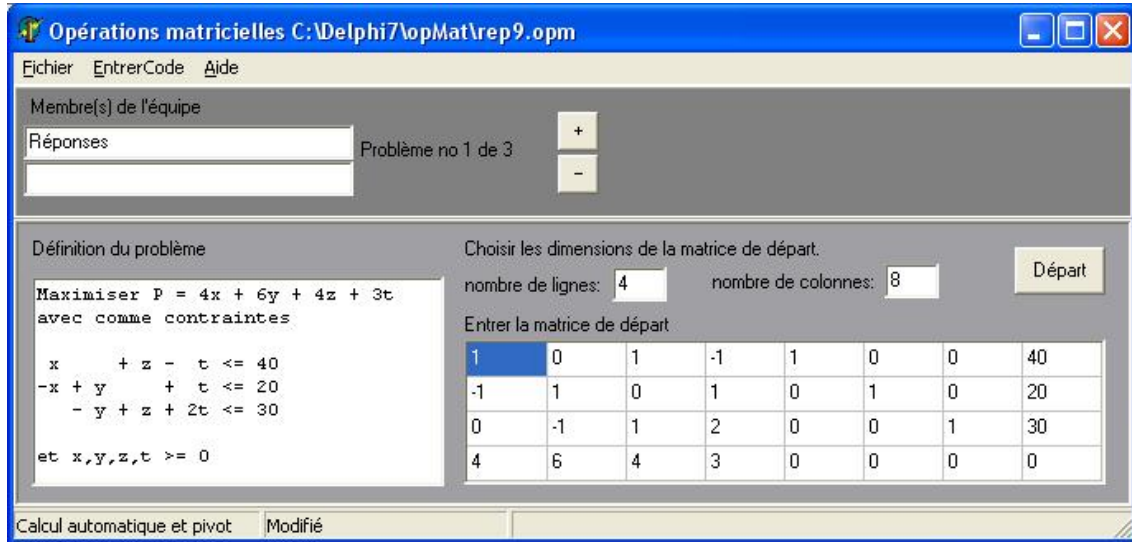 Opérations matricielles C:\Delphi7\opMat\rep9.opm
Fichier EntrerCode Aide
Membre(s) de l'équipe
Réponses
Problème no 1 de 3
+
-
Définition du problème
Maximiser P = 4x + 6y + 4z + 3t
avec comme contraintes
x + z - t <= 40
-x + y + t <= 20
- y + z + 2t <= 30
et x,y,z,t >= 0
Choisir les dimensions de la matrice de départ.
nombre de lignes: 4 nombre de colonnes: 8
Départ
Entrer la matrice de départ
1 0 1 -1 1 0 0 40
-1 1 0 1 0 1 0 20
0 -1 1 2 0 0 1 30
4 6 4 3 0 0 0 0
Calcul automatique et pivot Modifié